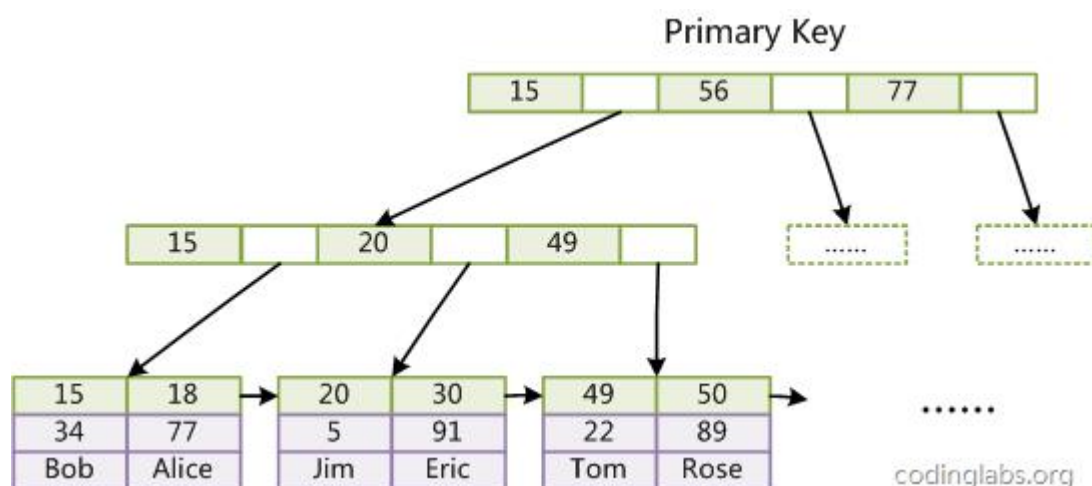 Primary Key
15 56 77
15 20 49
...... ......
15 18 20 30 49 50
......
34 77 5 91 22 89
Bob Alice Jim Eric Tom Rose
codinglabs.org